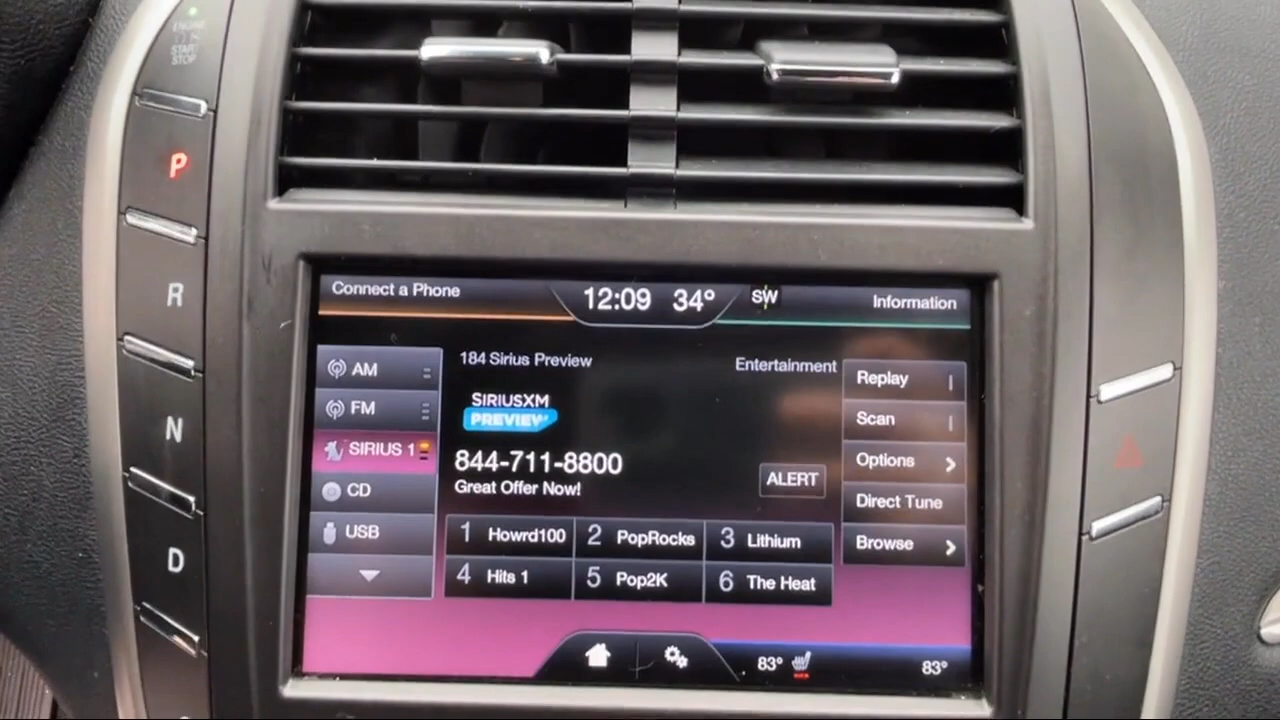 ENGINE
START
STOP
P
R
N
D
Connect a Phone
12:09 34°
SW
Information
AM
FM
SIRIUS 1
CD
USB
184 Sirius Preview
Entertainment
SIRIUSXM
PREVIEW
844-711-8800
Great Offer Now!
ALERT
1 Howrd100
2 PopRocks
3 Lithium
4 Hits 1
5 Pop2K
6 The Heat
Replay
Scan
Options
Direct Tune
Browse
83°
83°